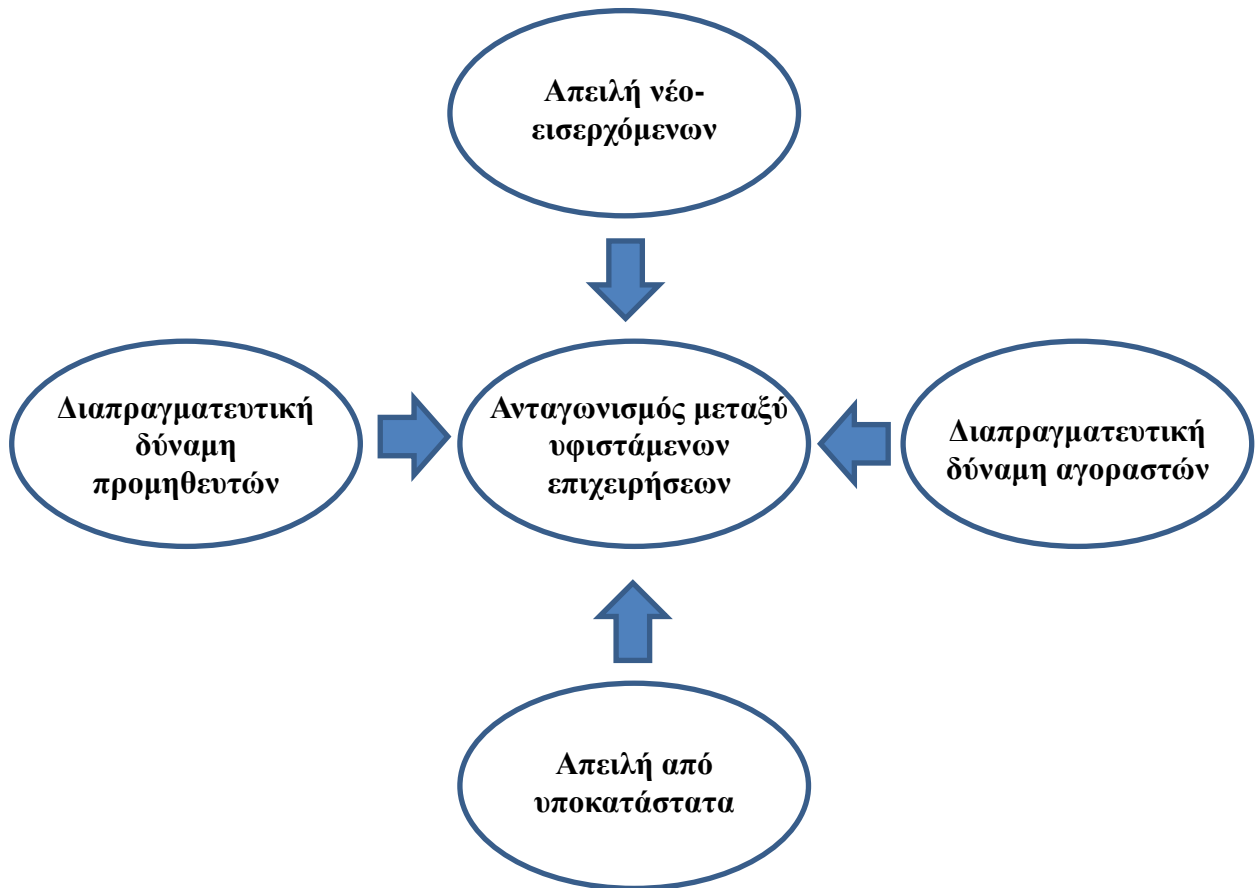 Απειλή νέο-
εισερχόμενων
Διαπραγματευτική
δύναμη
προμηθευτών
Ανταγωνισμός μεταξύ
υφιστάμενων
επιχειρήσεων
Διαπραγματευτική
δύναμη αγοραστών
Απειλή από
υποκατάστατα